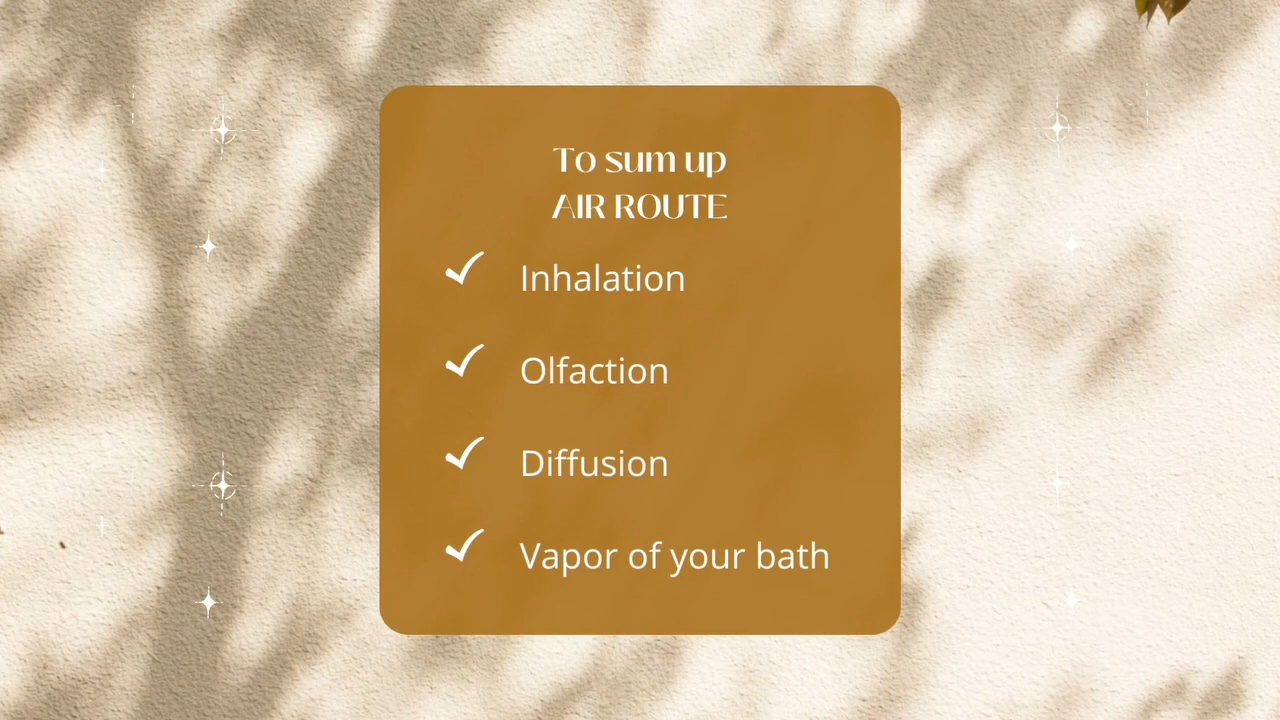 To sum up
AIR ROUTE
Inhalation
Olfaction
Diffusion
Vapor of your bath